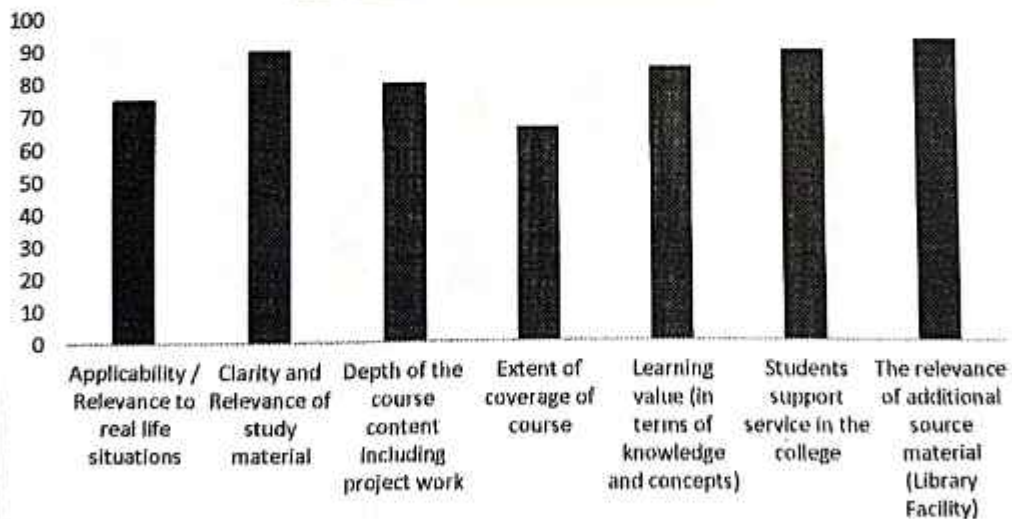 100
90
80
70
60
50
40
30
20
10
0
Applicability /
Relevance to
real life
situations
Clarity and
Relevance of
study
material
Depth of the
course
content
including
project work
Extent of
coverage of
course
Learning
value (in
terms of
knowledge
and concepts)
Students
support
service in the
college
The relevance
of additional
source
material
(Library
Facility)